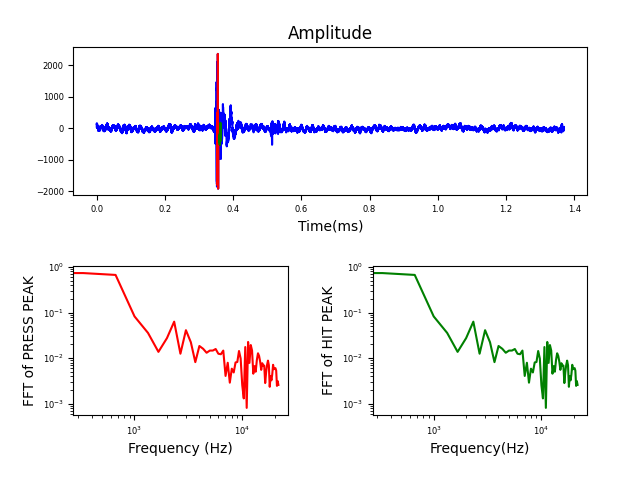 Amplitude
2000
1000
0
−1000
−2000
0.0 0.2 0.4 0.6 0.8 1.0 1.2 1.4
Time(ms)
FFT of PRESS PEAK
10⁰
10⁻¹
10⁻²
10⁻³
10³ 10⁴
Frequency (Hz)
FFT of HIT PEAK
10⁰
10⁻¹
10⁻²
10⁻³
10³ 10⁴
Frequency(Hz)